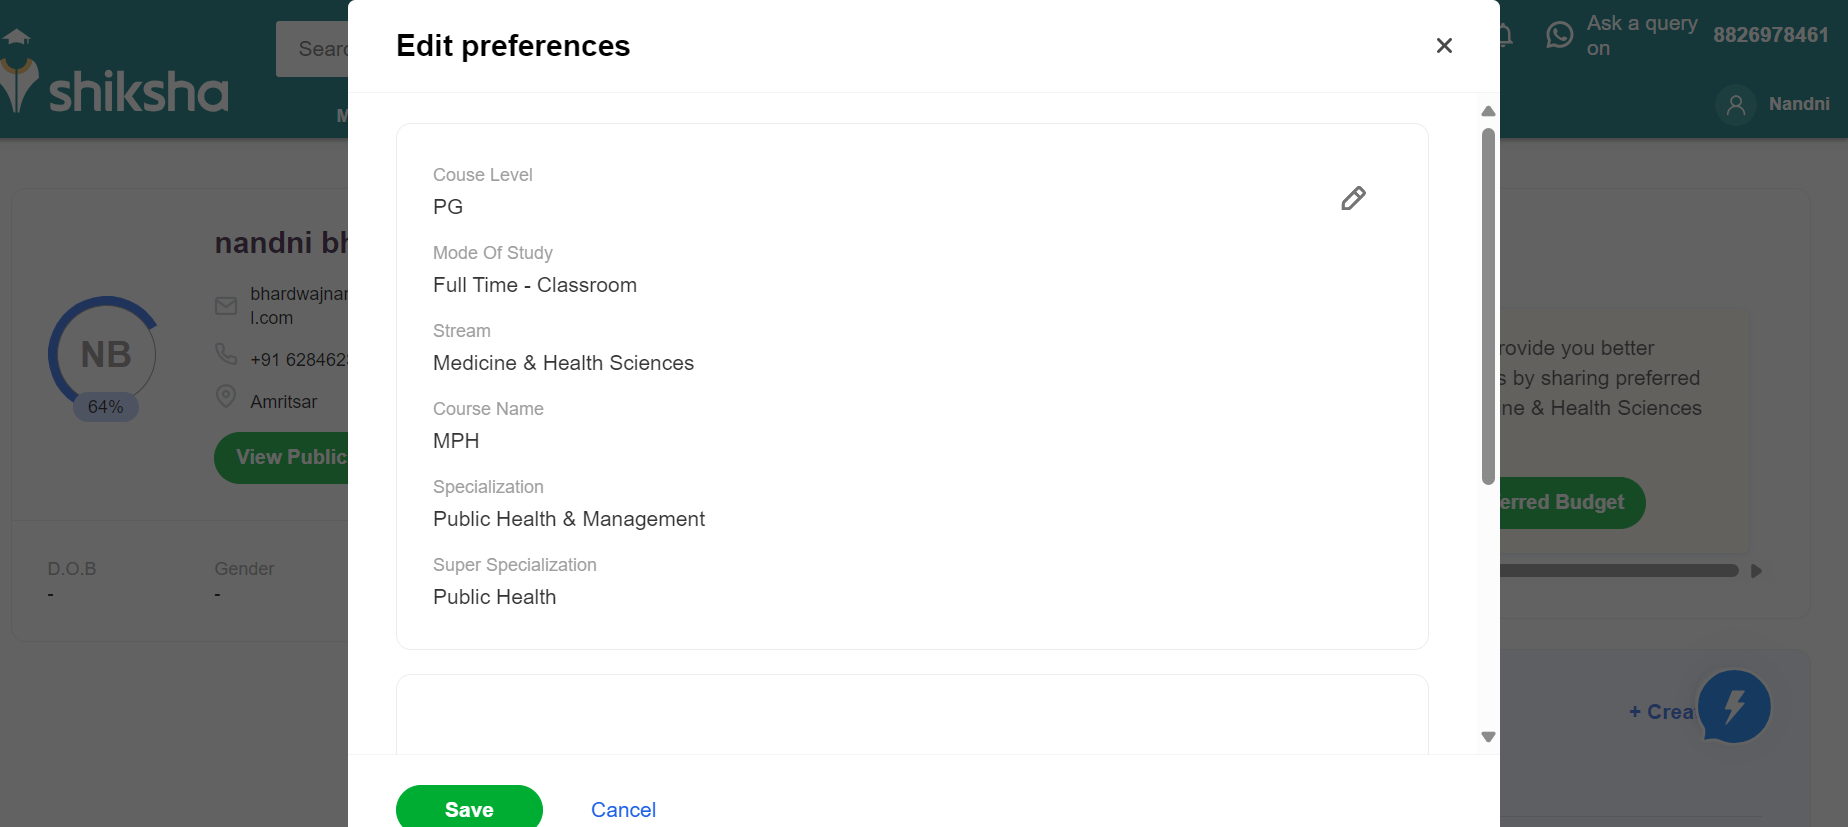 shiksha
Sear
Ask a query
on
8826978461
Nandni
Edit preferences
nandni bh
bhardwajnan
l.com
+91 628462
Amritsar
NB
64%
View Public
D.O.B
-
Gender
-
Couse Level
PG
Mode Of Study
Full Time - Classroom
Stream
Medicine & Health Sciences
Course Name
MPH
Specialization
Public Health & Management
Super Specialization
Public Health
Save
Cancel
rovide you better
s by sharing preferred
ne & Health Sciences
erred Budget
+ Crea